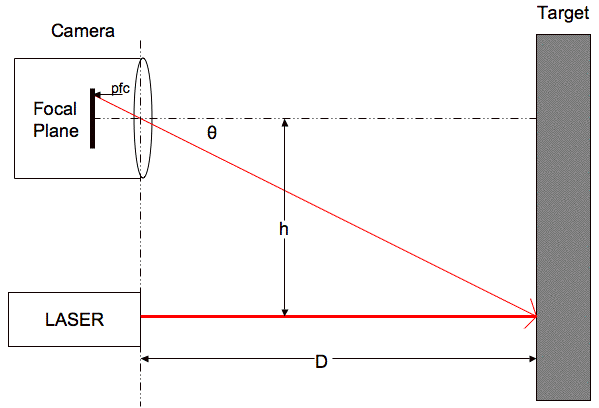 Target
Camera
pfc
Focal
Plane
θ
h
LASER
D